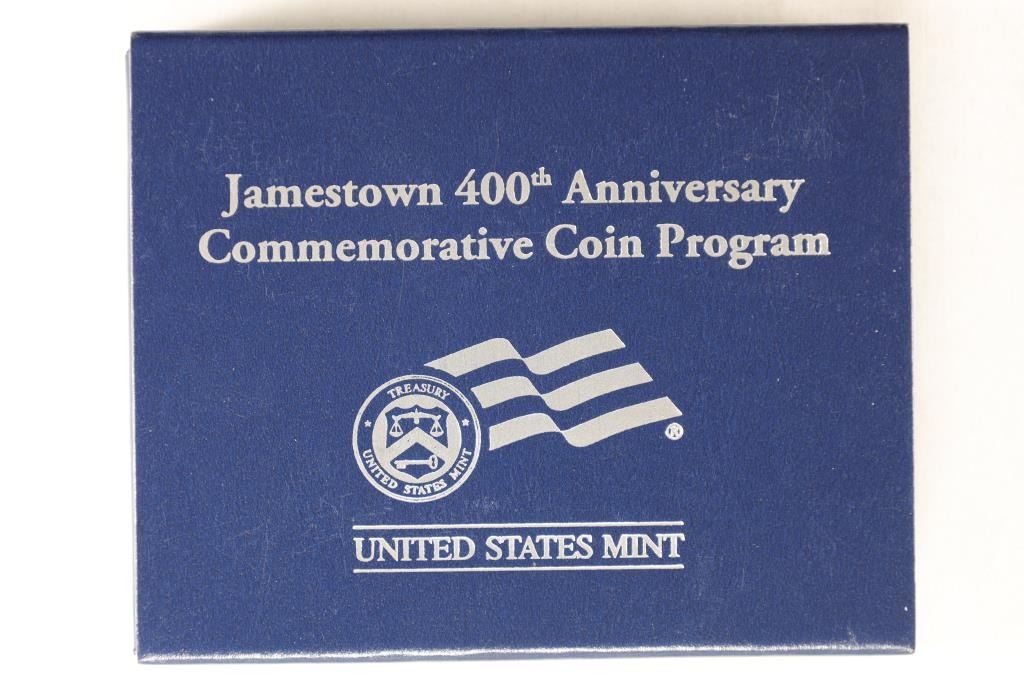 Jamestown 400th Anniversary
Commemorative Coin Program
TREASURY
UNITED STATES MINT
®
UNITED STATES MINT